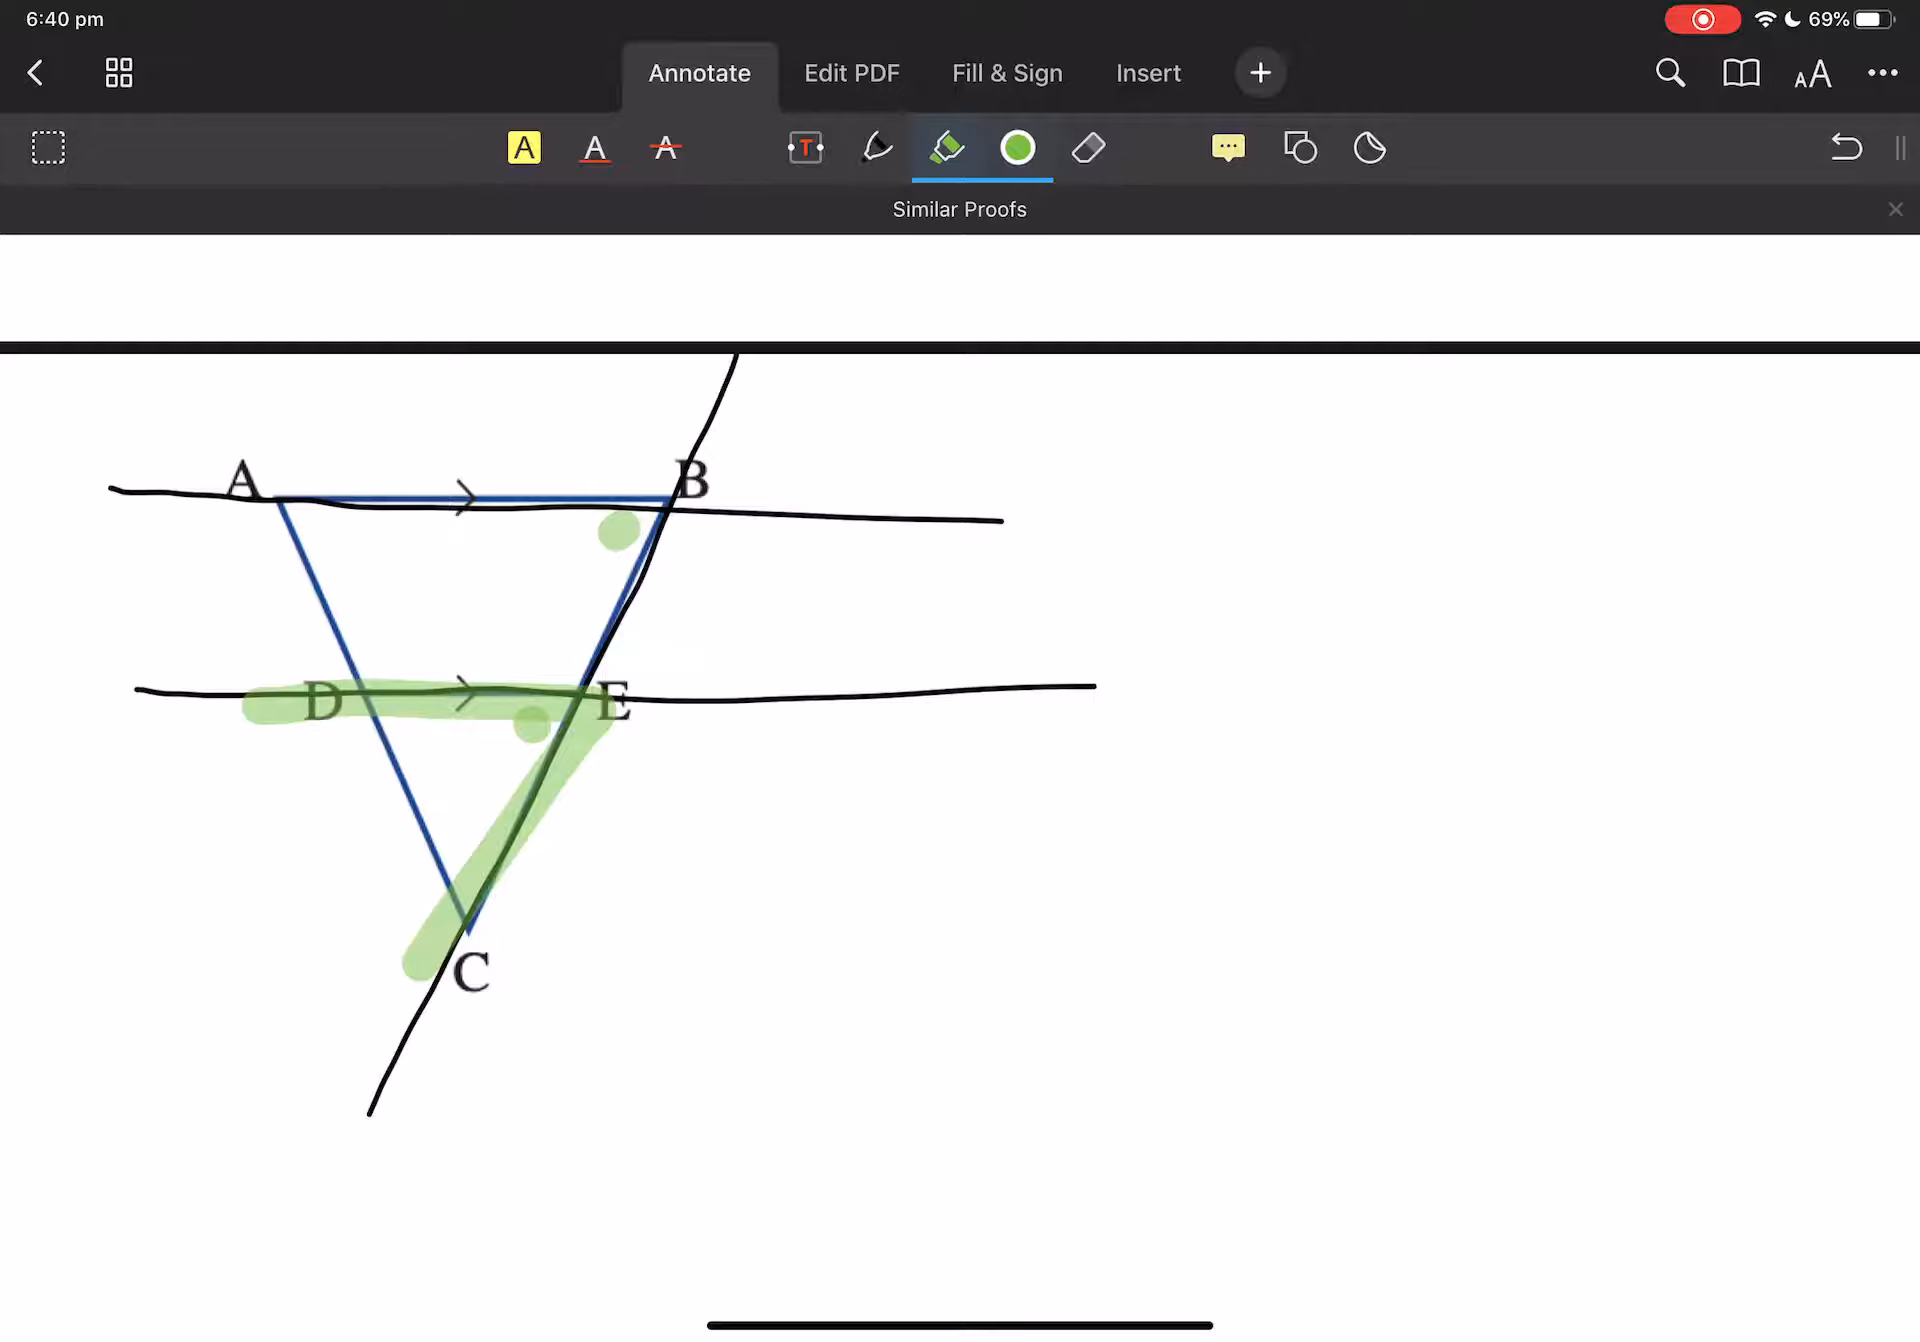 6:40 pm
69%
Annotate
Edit PDF
Fill & Sign
Insert
AA
A
A
A
T
Similar Proofs
A
B
D
E
C